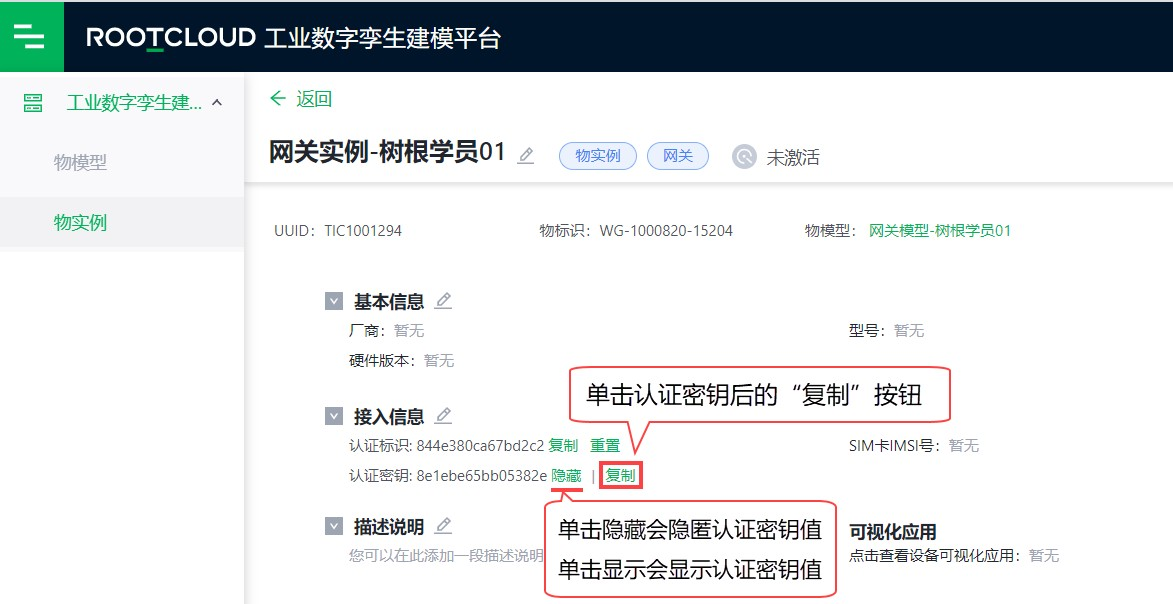 ROOTCLOUD 工业数字孪生建模平台
工业数字孪生建...
返回
物模型
物实例
网关实例-树根学员01 物实例 网关 未激活
UUID: TIC1001294 物标识: WG-1000820-15204 物模型: 网关模型-树根学员01
基本信息
厂商: 暂无 型号: 暂无
硬件版本: 暂无
单击认证密钥后的“复制”按钮
接入信息
认证标识: 844e380ca67bd2c2 复制 重置 SIM卡IMSI号: 暂无
认证密钥: 8e1ebe65bb05382e 隐藏 | 复制
描述说明
您可以在此添加一段描述说明
单击隐藏会隐匿认证密钥值
单击显示会显示认证密钥值
可视化应用
点击查看设备可视化应用: 暂无